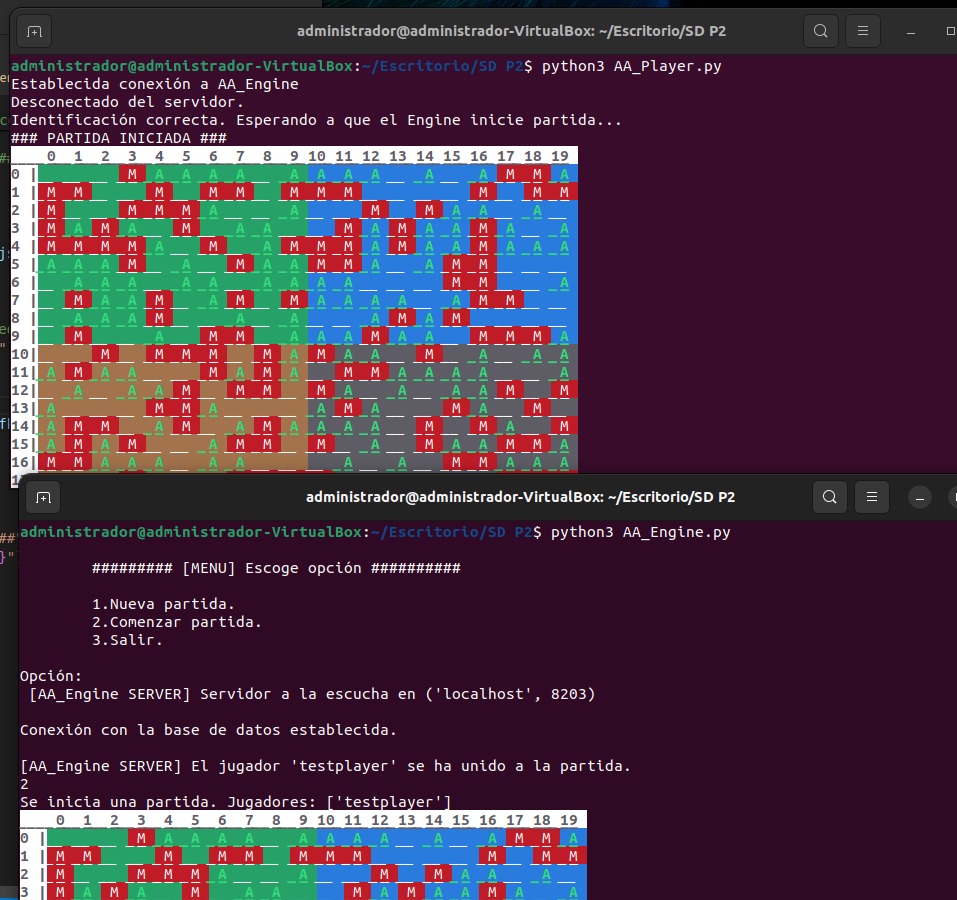 administrador@administrador-VirtualBox: ~/Escritorio/SD P2
administrador@administrador-VirtualBox:~/Escritorio/SD P2$ python3 AA_Player.py
Establecida conexión a AA_Engine
Desconectado del servidor.
Identificación correcta. Esperando a que el Engine inicie partida...
### PARTIDA INICIADA ###
0 1 2 3 4 5 6 7 8 9 10 11 12 13 14 15 16 17 18 19
0 | M A A A A A A A A A A M M A
1 | M M M M M M M M M M M
2 | M M M M A A M M A A A
3 | M A M A M A A M A M A A M A A
4 | M M M M A M A M M M A M A A M A A A
5 | A A A M A M A A M M A A M M
6 | A A A A A A A A A M M A
7 | M A A M A M M A A A A A M M
8 | A A A M A A A A A M A M
9 | M A M M A A A A M A A M M M A
10| M M M M M A M A A M A A A
11| A M A A M A M A M M A A A A A
12| A A A M M M M A A A A M M
13| A M M A A M A M A M
14| A M M A M A M A A A A M M A M
15| A M A M A M M M A M A A M M A
16| M M A A A A A A A M M A A A
administrador@administrador-VirtualBox: ~/Escritorio/SD P2
administrador@administrador-VirtualBox:~/Escritorio/SD P2$ python3 AA_Engine.py
######### [MENU] Escoge opción ##########
1.Nueva partida.
2.Comenzar partida.
3.Salir.
Opción:
[AA_Engine SERVER] Servidor a la escucha en ('localhost', 8203)
Conexión con la base de datos establecida.
[AA_Engine SERVER] El jugador 'testplayer' se ha unido a la partida.
2
Se inicia una partida. Jugadores: ['testplayer']
0 1 2 3 4 5 6 7 8 9 10 11 12 13 14 15 16 17 18 19
0 | M A A A A A A A A A A M M A
1 | M M M M M M M M M M M
2 | M M M M A A M M A A A
3 | M A M A M A A M A M A A M A A